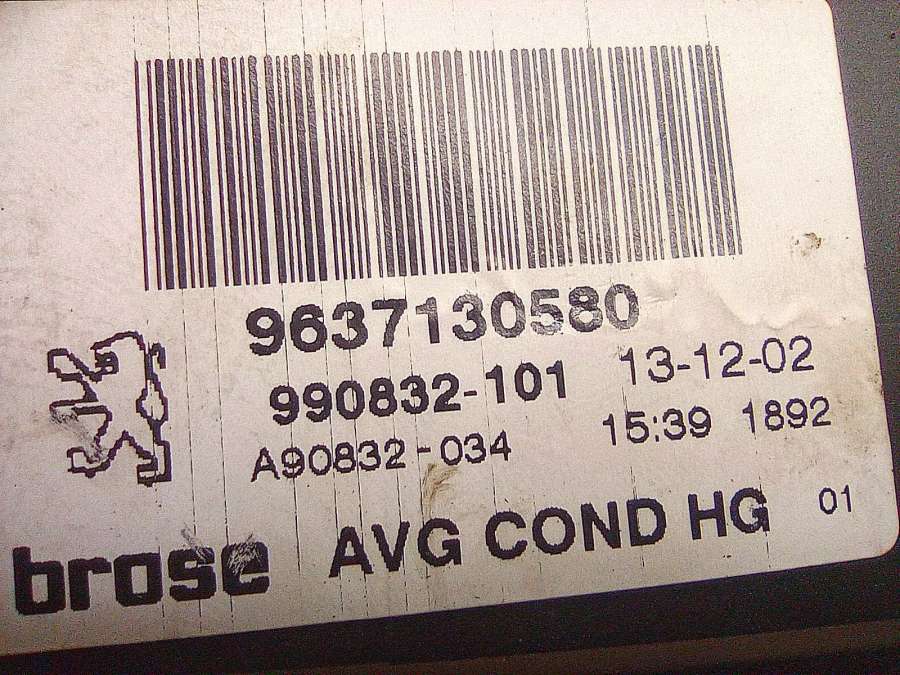 9637130580
990832-101 13-12-02
A90832-034 15:39 1892
brose AVG COND HG 01